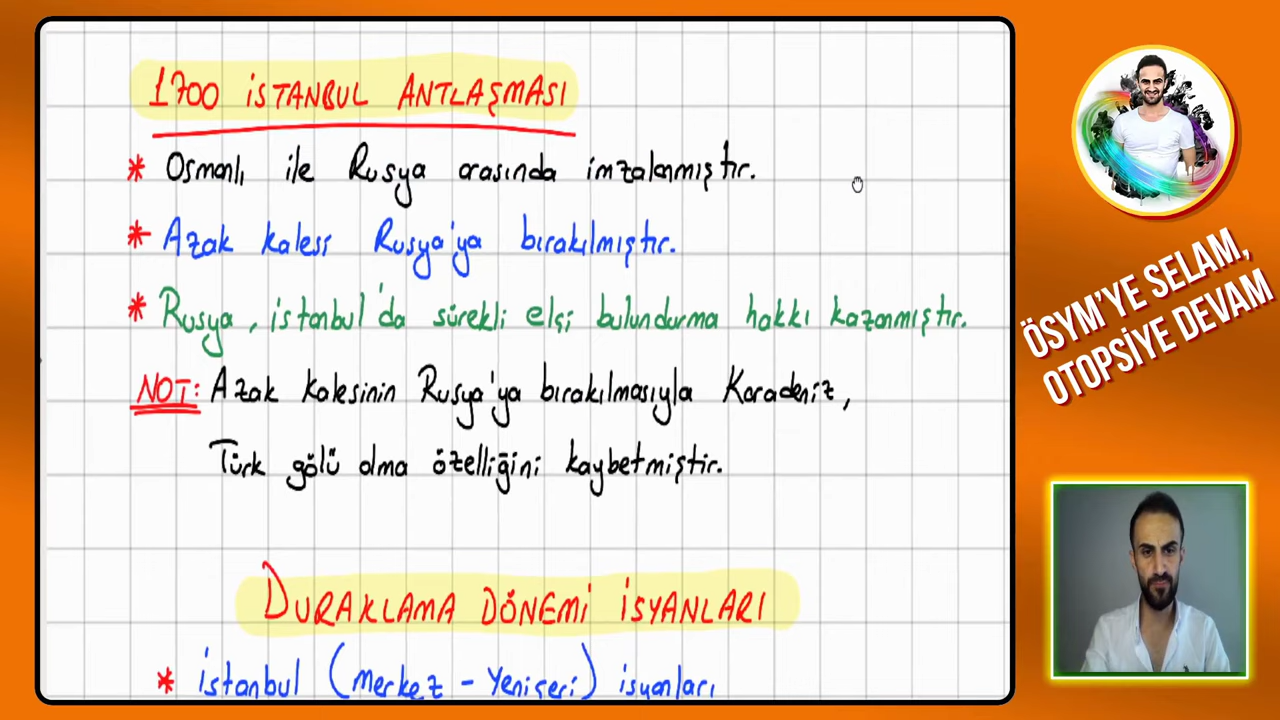 1700 İSTANBUL ANTLAŞMASI
* Osmanlı ile Rusya arasında imzalanmıştır.
* Azak kalesi Rusya'ya bırakılmıştır.
* Rusya, istanbul'da sürekli elçi bulundurma hakkı kazanmıştır.
NOT: Azak kalesinin Rusya'ya bırakılmasıyla Karadeniz,
Türk gölü olma özelliğini kaybetmiştir.
DURAKLAMA DÖNEMİ İSYANLARI
* İstanbul (merkez - Yeniçeri) isyanları
ÖSYM'YE SELAM,
OTOPSİYE DEVAM